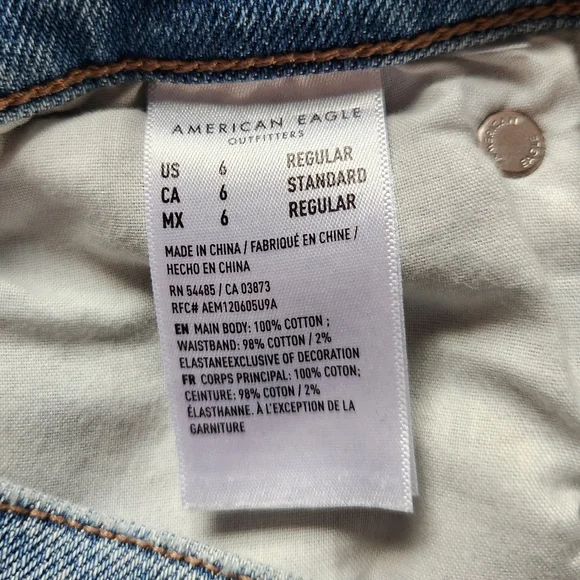 AMERICAN EAGLE
OUTFITTERS
US 6 REGULAR
CA 6 STANDARD
MX 6 REGULAR
MADE IN CHINA / FABRIQUÉ EN CHINE /
HECHO EN CHINA
RN 54485 / CA 03873
RFC# AEM120605U9A
EN MAIN BODY: 100% COTTON ;
WAISTBAND: 98% COTTON / 2%
ELASTANEEXCLUSIVE OF DECORATION
FR CORPS PRINCIPAL: 100% COTON;
CEINTURE: 98% COTON / 2%
ÉLASTHANNE. À L'EXCEPTION DE LA
GARNITURE
AMERICAN EAGLE